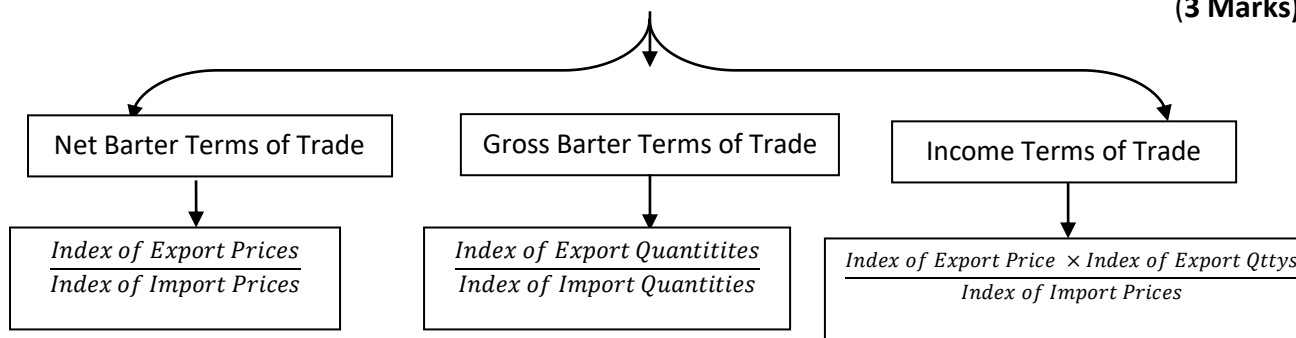 (3 Marks)
Net Barter Terms of Trade
Gross Barter Terms of Trade
Income Terms of Trade
Index of Export Prices
Index of Import Prices
Index of Export Quantitites
Index of Import Quantities
Index of Export Price × Index of Export Qttys
Index of Import Prices